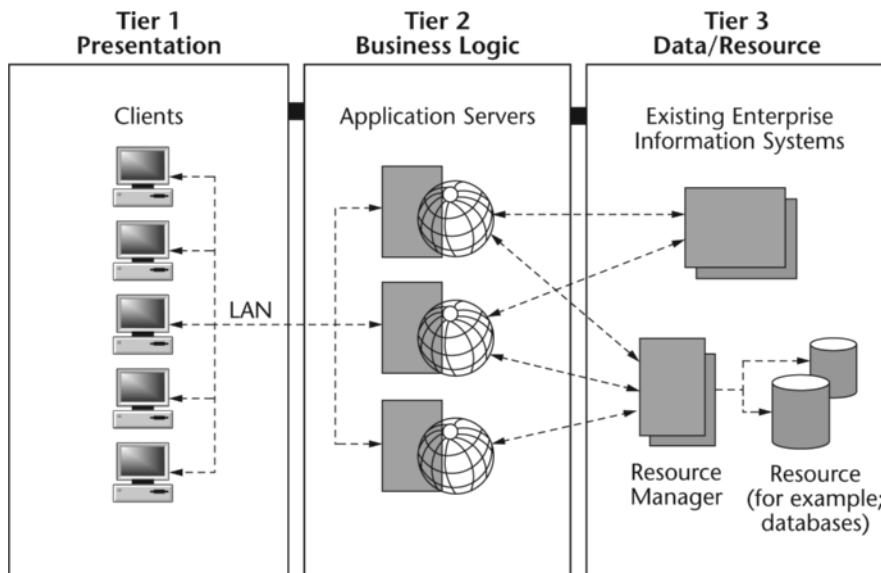 Tier 1
Presentation
Tier 2
Business Logic
Tier 3
Data/Resource
Clients
Application Servers
Existing Enterprise
Information Systems
LAN
Resource
Manager
Resource
(for example;
databases)